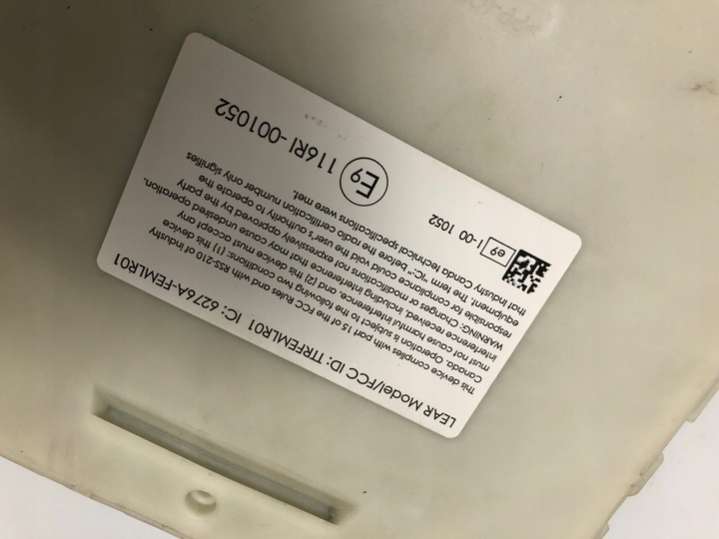 LEAR Model/FCC ID: TTRFEMLR01 IC: 6276A-FEMLR01
This device complies with part 15 of the FCC Rules and with RSS-210 of Industry
Canada. Operation is subject to the following two conditions: (1) this device
must not cause harmful interference, and (2) this device must accept any
interference received, including interference that may cause undesired operation.
WARNING: Changes or modifications not expressively approved by the party
responsible for compliance could void the user's authority to operate the
equipment. The term "IC:" before the radio certification number only signifies
that Industry Canda technical specifications were met.
e9 I-00 1052
E9 116RI-001052